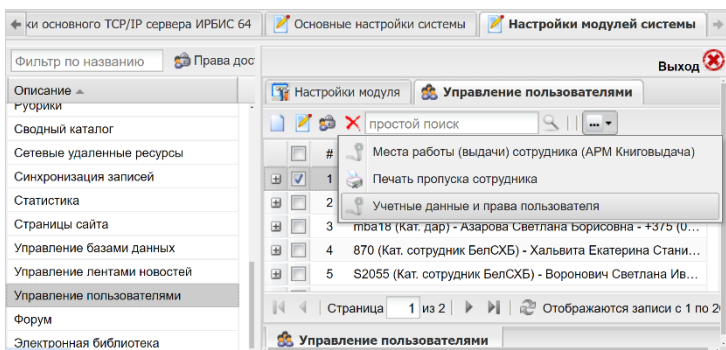 ки основного TCP/IP сервера ИРБИС 64
Основные настройки системы
Настройки модулей системы
Фильтр по названию
Права дос
Выход
Описание
Настройки модуля
Управление пользователями
Рубрики
простой поиск
...
Сводный каталог
#
Места работы (выдачи) сотрудника (АРМ Книговыдача)
Сетевые удаленные ресурсы
Синхронизация записей
1
Печать пропуска сотрудника
Статистика
2
Учетные данные и права пользователя
Страницы сайта
3 mba18 (Кат. дар) - Азарова Светлана Борисовна - +375 (0...
Управление базами данных
4 870 (Кат. сотрудник БелСХБ) - Хальвита Екатерина Стани...
Управление лентами новостей
5 S2055 (Кат. сотрудник БелСХБ) - Воронович Светлана Ив...
Управление пользователями
Страница 1 из 2
Отображаются записи с 1 по 2
Форум
Электронная библиотека
Управление пользователями